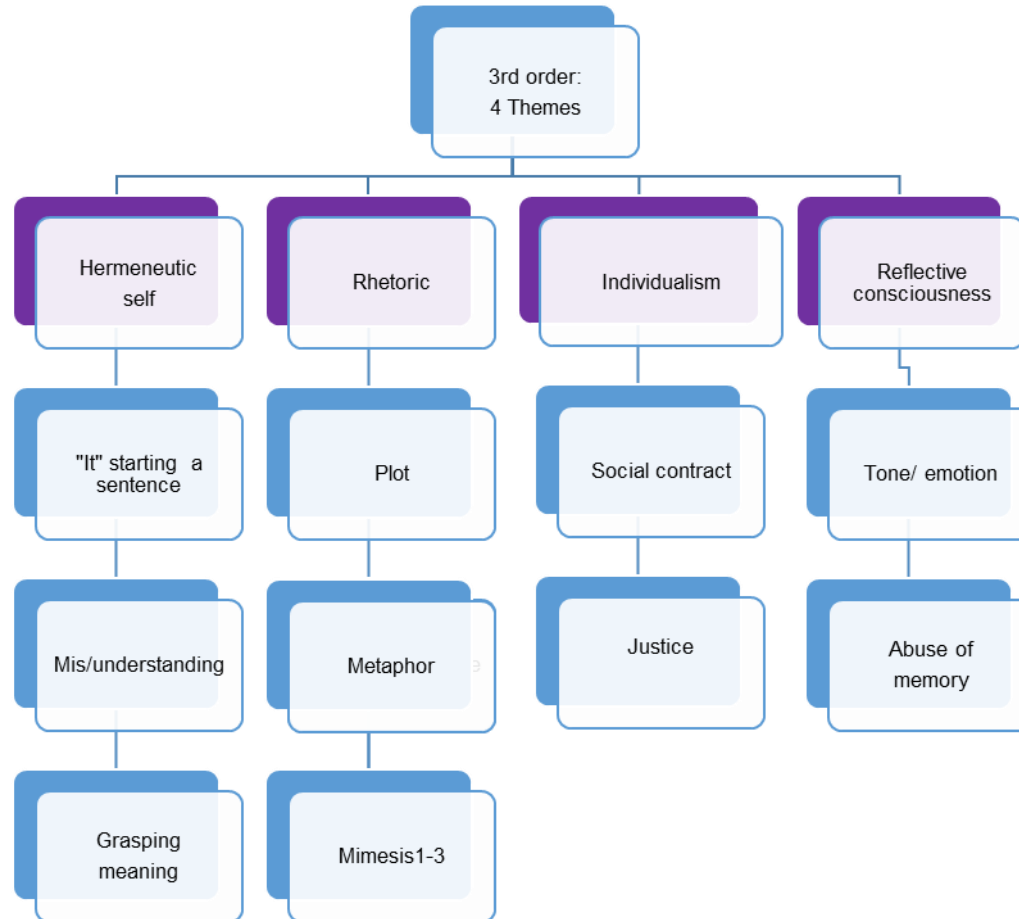 3rd order:
4 Themes
Hermeneutic
self
Rhetoric
Individualism
Reflective
consciousness
"It" starting a
sentence
Plot
Social contract
Tone/ emotion
Mis/understanding
Metaphor
Justice
Abuse of
memory
Grasping
meaning
Mimesis1-3